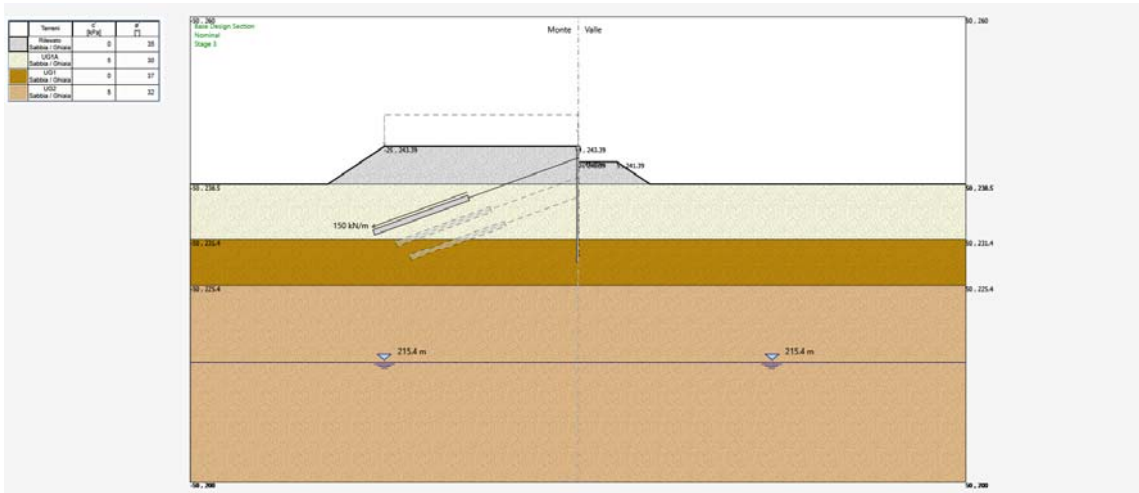 Terreni c' [kPa] ø' [°]
Rilevato Sabbia / Ghiaia 0 35
UG1A Sabbia / Ghiaia 5 30
UG1 Sabbia / Ghiaia 0 37
UG2 Sabbia / Ghiaia 5 32
-50 , 260
50 , 260
Base Design Section
Nominal
Stage 3
Monte
Valle
-25 , 243.39
0 , 243.39
5 , 241.39
-50 , 238.5
50 , 238.5
150 kN/m
-50 , 231.4
50 , 231.4
-50 , 225.4
50 , 225.4
215.4 m
215.4 m
-50 , 200
50 , 200